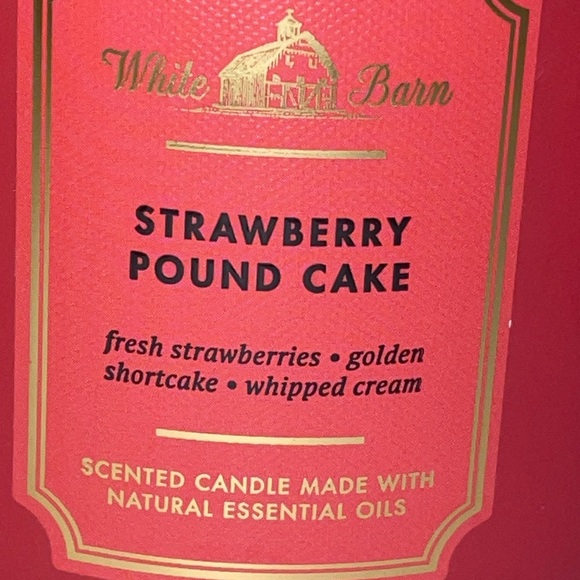 White Barn
STRAWBERRY
POUND CAKE
fresh strawberries • golden
shortcake • whipped cream
SCENTED CANDLE MADE WITH
NATURAL ESSENTIAL OILS